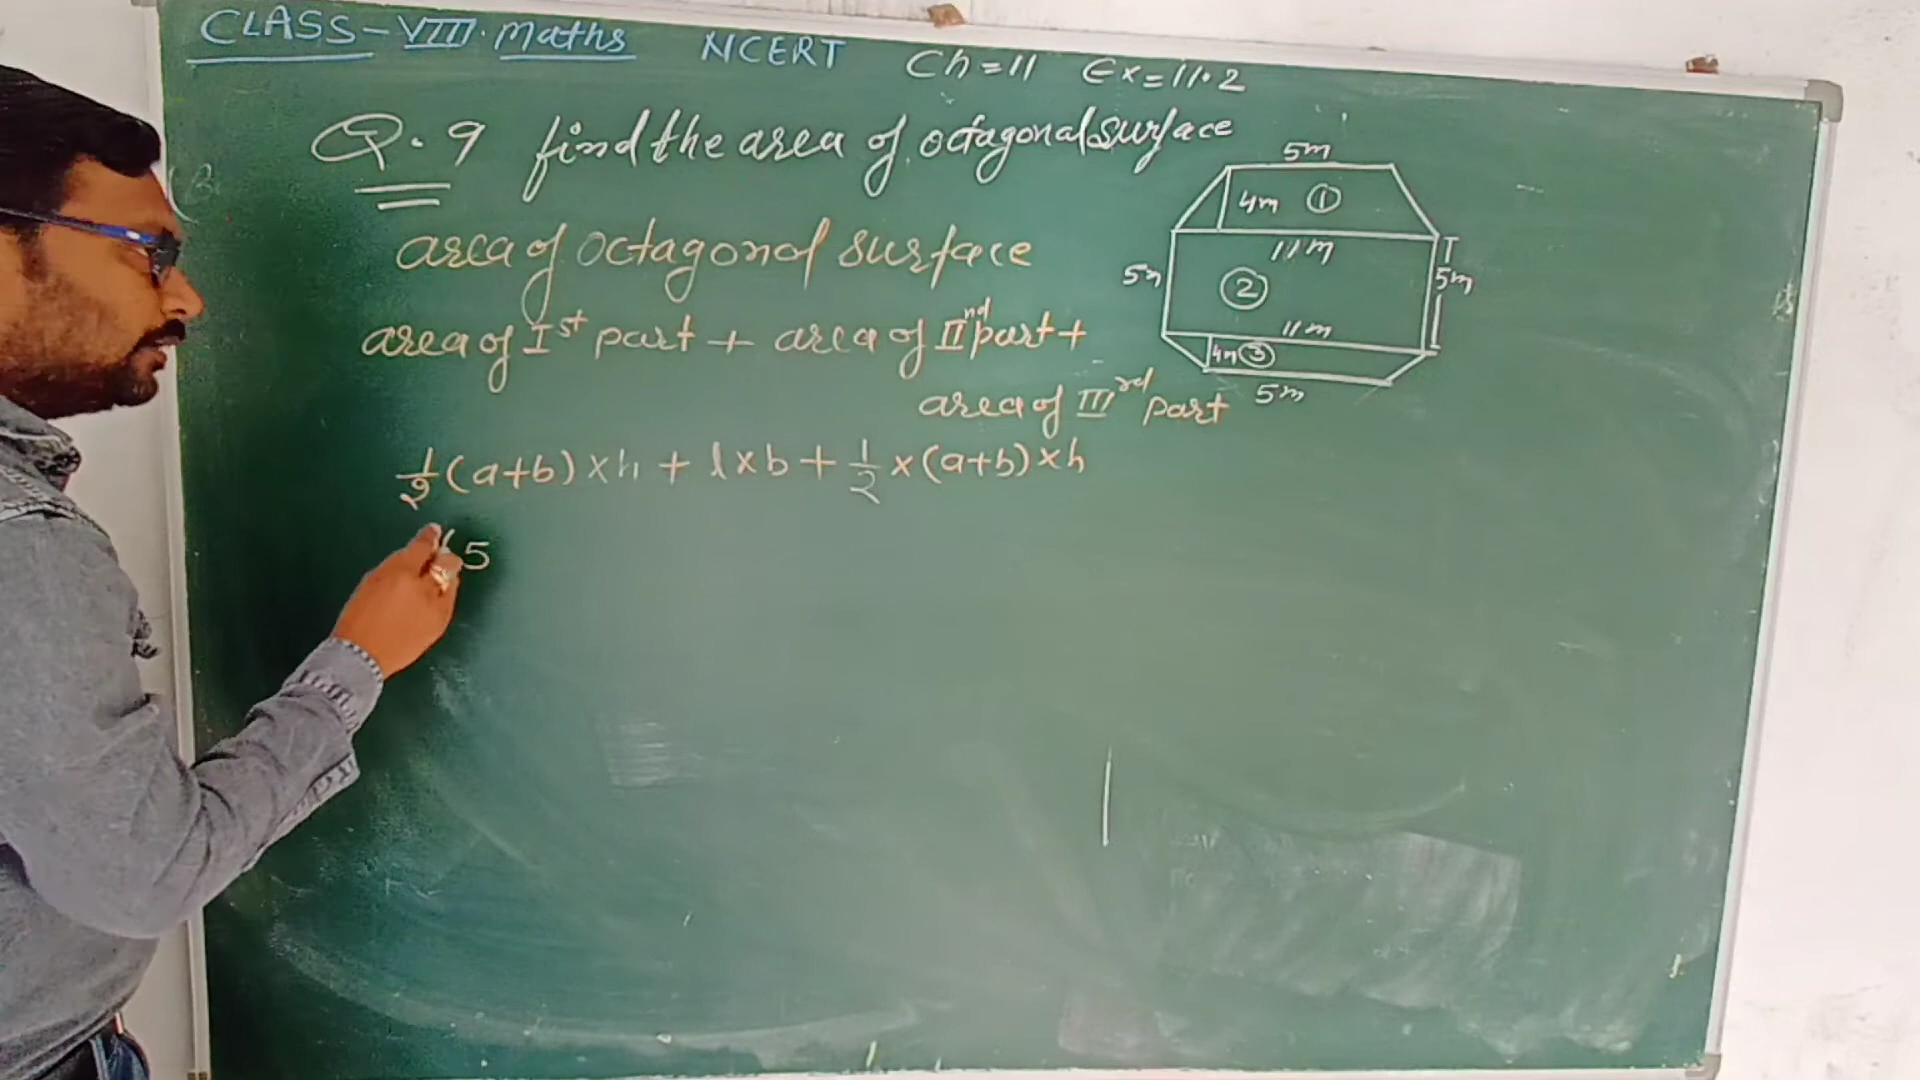 CLASS-VIII. Maths NCERT Ch=11 Ex=11.2
Q.9 find the area of octagonal surface
area of octagonal surface
area of Ist part + area of IInd part +
area of IIIrd part
1/2(a+b)×h + l×b + 1/2×(a+b)×h
(5
5m
4m ①
11m
5m ② 5m
11m
4m ③
5m